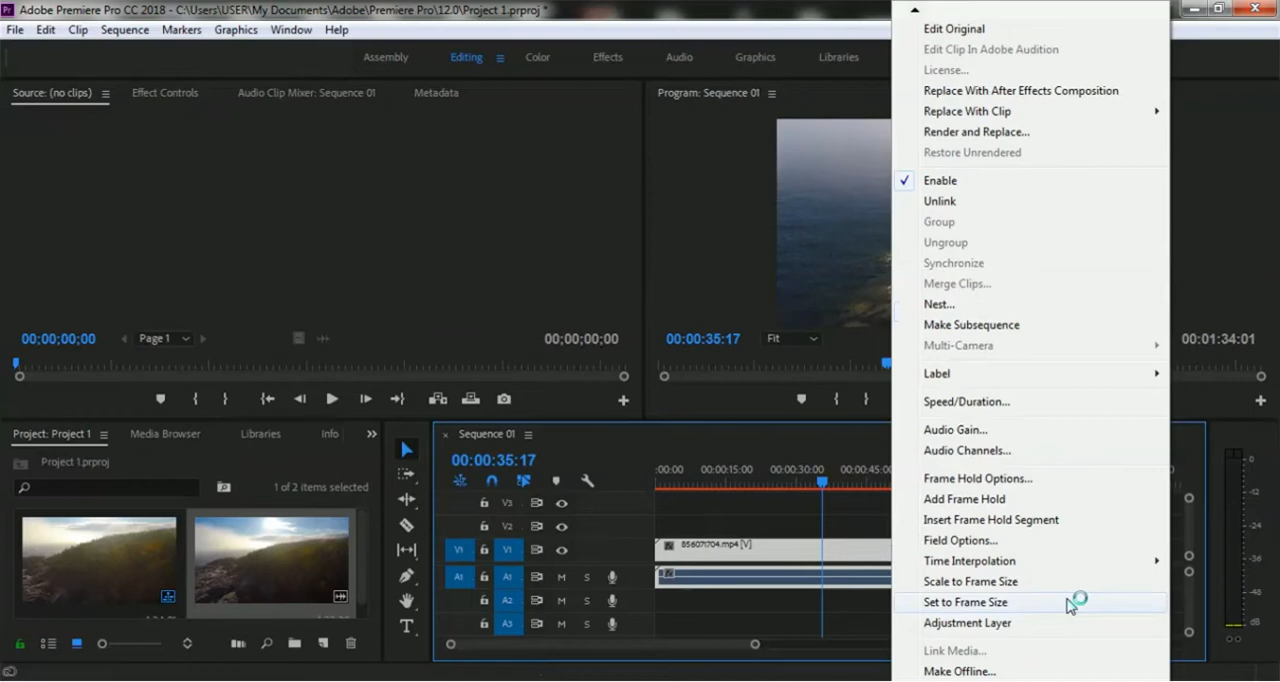 Adobe Premiere Pro CC 2018 - C:\Users\USER\My Documents\Adobe\Premiere Pro\12.0\Project 1.prproj *
File Edit Clip Sequence Markers Graphics Window Help
Assembly Editing Color Effects Audio Graphics Libraries
Source: (no clips) Effect Controls Audio Clip Mixer: Sequence 01 Metadata
Program: Sequence 01
00;00;00;00 Page 1 00;00;00;00
00:00:35:17 Fit 00:01:34:01
Project: Project 1 Media Browser Libraries Info
Project 1.prproj
1 of 2 items selected
Sequence 01
00:00:35:17
:00:00 00:00:15:00 00:00:30:00 00:00:45:00
V3
V2
V1 V1 856071704.mp4 [V]
A1 A1 M S
A2 M S
A3 M S
0
-12
-24
-36
-48
dB
Edit Original
Edit Clip In Adobe Audition
License...
Replace With After Effects Composition
Replace With Clip
Render and Replace...
Restore Unrendered
Enable
Unlink
Group
Ungroup
Synchronize
Merge Clips...
Nest...
Make Subsequence
Multi-Camera
Label
Speed/Duration...
Audio Gain...
Audio Channels...
Frame Hold Options...
Add Frame Hold
Insert Frame Hold Segment
Field Options...
Time Interpolation
Scale to Frame Size
Set to Frame Size
Adjustment Layer
Link Media...
Make Offline...